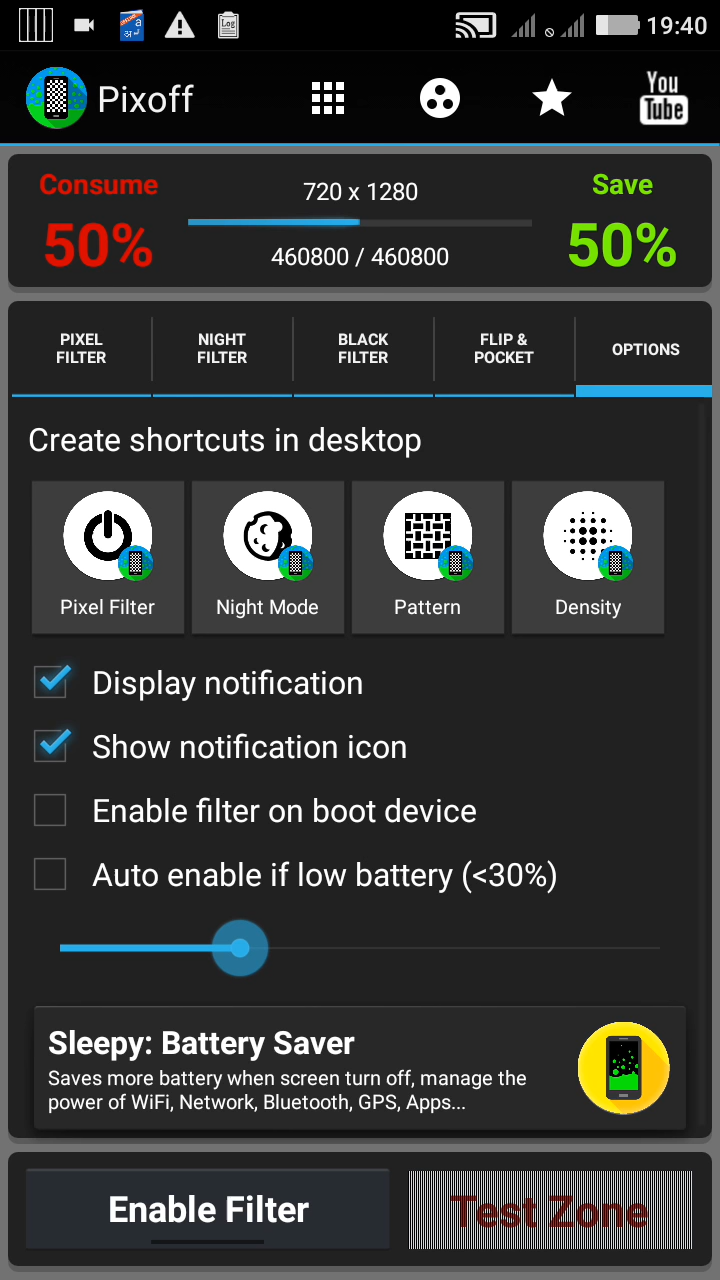 19:40
Pixoff
You
Tube
Consume
720 x 1280
Save
50%
50%
460800 / 460800
PIXEL
FILTER
NIGHT
FILTER
BLACK
FILTER
FLIP &
POCKET
OPTIONS
Create shortcuts in desktop
Pixel Filter
Night Mode
Pattern
Density
Display notification
Show notification icon
Enable filter on boot device
Auto enable if low battery (<30%)
Sleepy: Battery Saver
Saves more battery when screen turn off, manage the
power of WiFi, Network, Bluetooth, GPS, Apps...
Enable Filter
Test Zone